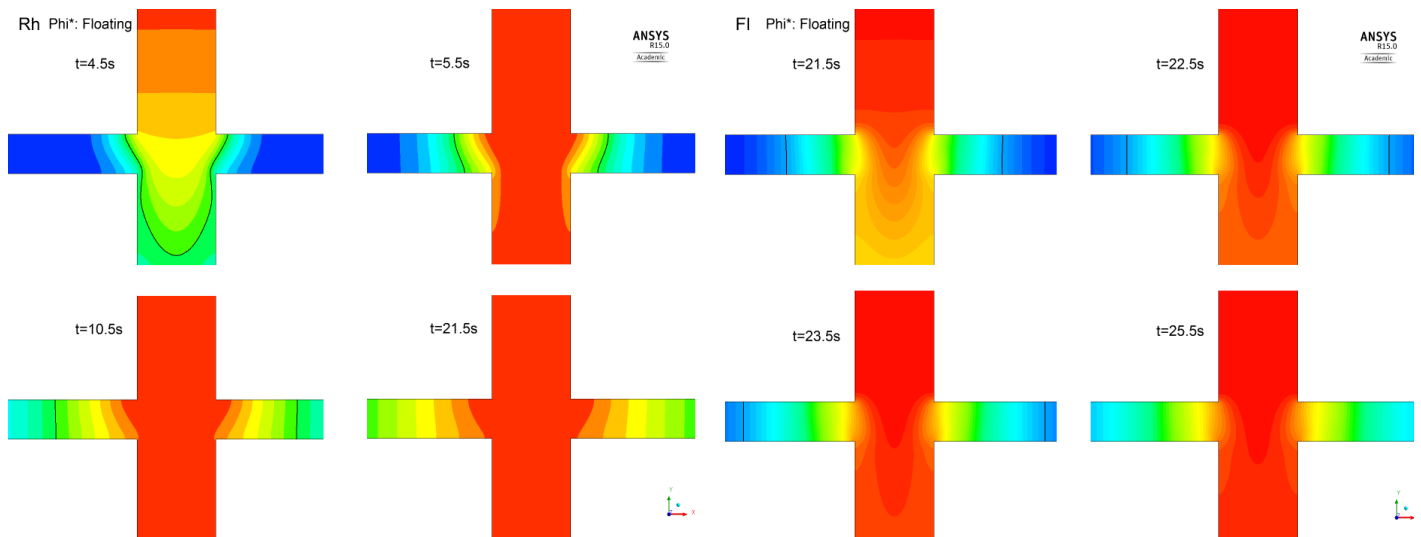 Rh Phi*: Floating
ANSYS
R15.0
Academic
t=4.5s
t=5.5s
t=10.5s
t=21.5s
Y
X
Z
Fl Phi*: Floating
ANSYS
R15.0
Academic
t=21.5s
t=22.5s
t=23.5s
t=25.5s
Y